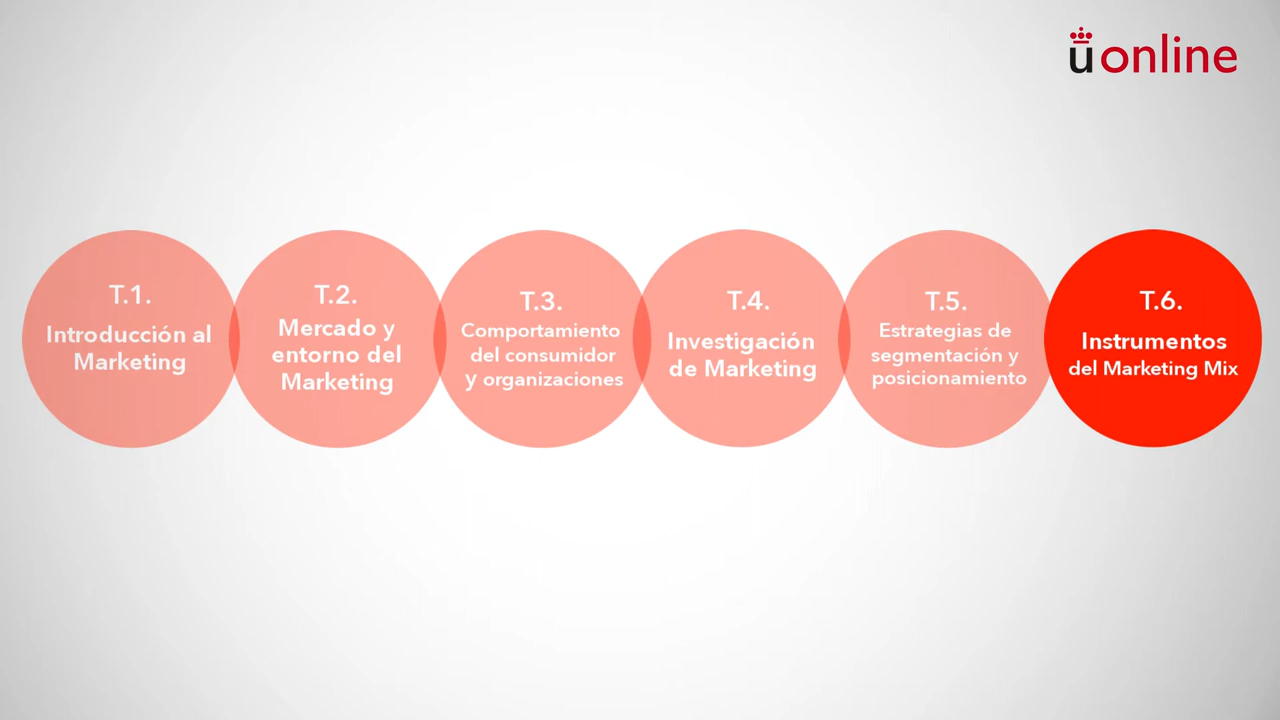 uonline
T.1.
Introducción al
Marketing
T.2.
Mercado y
entorno del
Marketing
T.3.
Comportamiento
del consumidor
y organizaciones
T.4.
Investigación
de Marketing
T.5.
Estrategias de
segmentación y
posicionamiento
T.6.
Instrumentos
del Marketing Mix